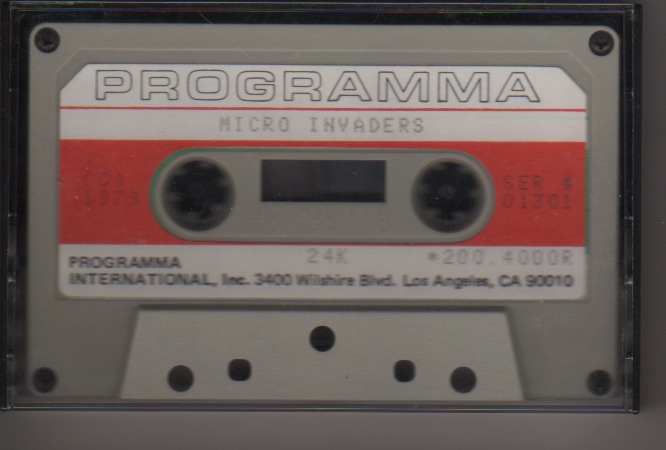 PROGRAMMA
MICRO INVADERS
(C) SER #
1979 01301
24K *200.4000R
PROGRAMMA
INTERNATIONAL, Inc. 3400 Wilshire Blvd. Los Angeles, CA 90010